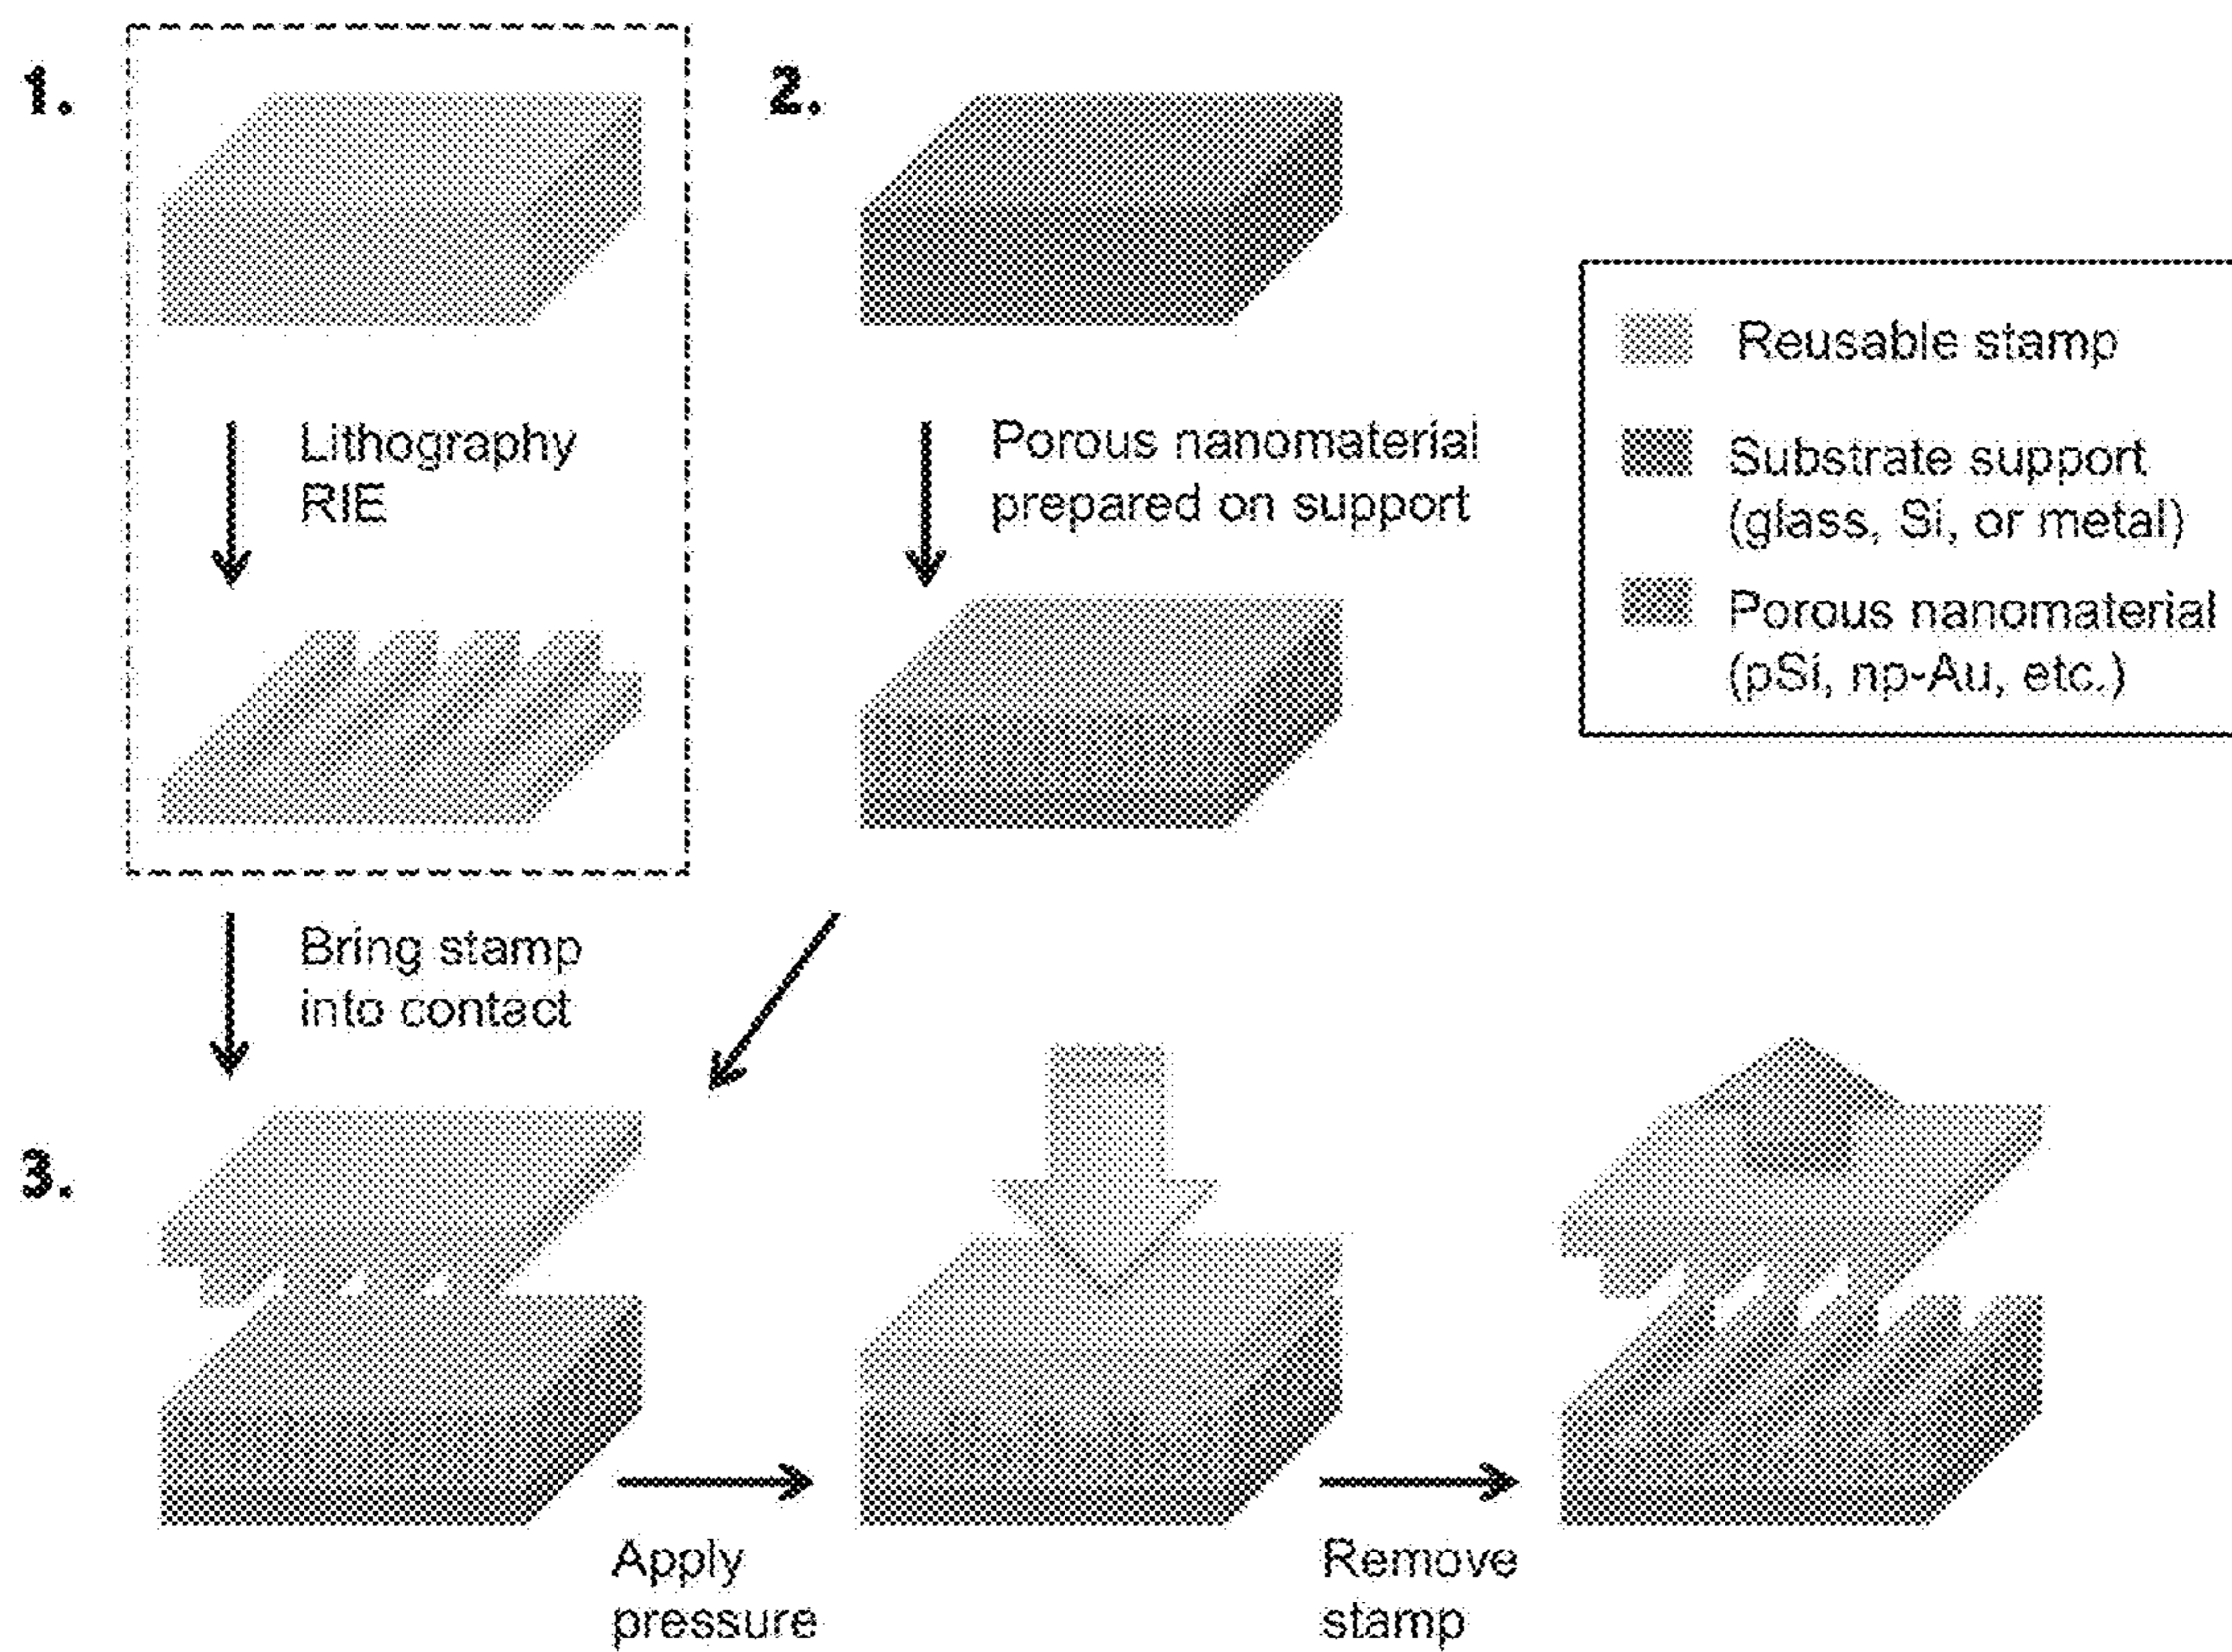 1.
2.
Lithography
RIE
Porous nanomaterial
prepared on support
Reusable stamp
Substrate support
(glass, Si, or metal)
Porous nanomaterial
(pSi, np-Au, etc.)
Bring stamp
into contact
3.
Apply
pressure
Remove
stamp